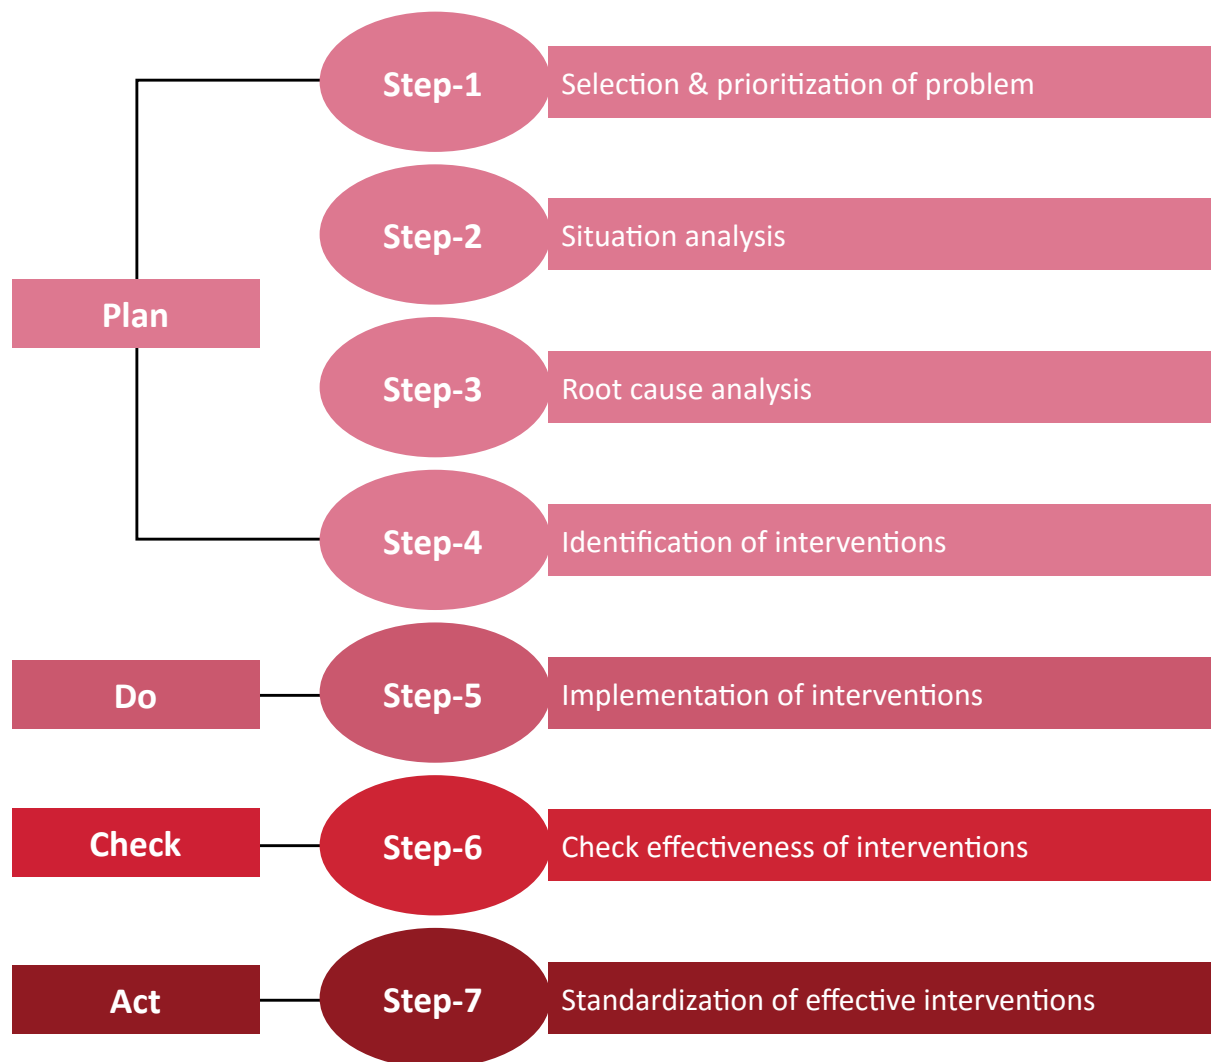 Step-1 Selection & prioritization of problem
Step-2 Situation analysis
Plan
Step-3 Root cause analysis
Step-4 Identification of interventions
Do Step-5 Implementation of interventions
Check Step-6 Check effectiveness of interventions
Act Step-7 Standardization of effective interventions